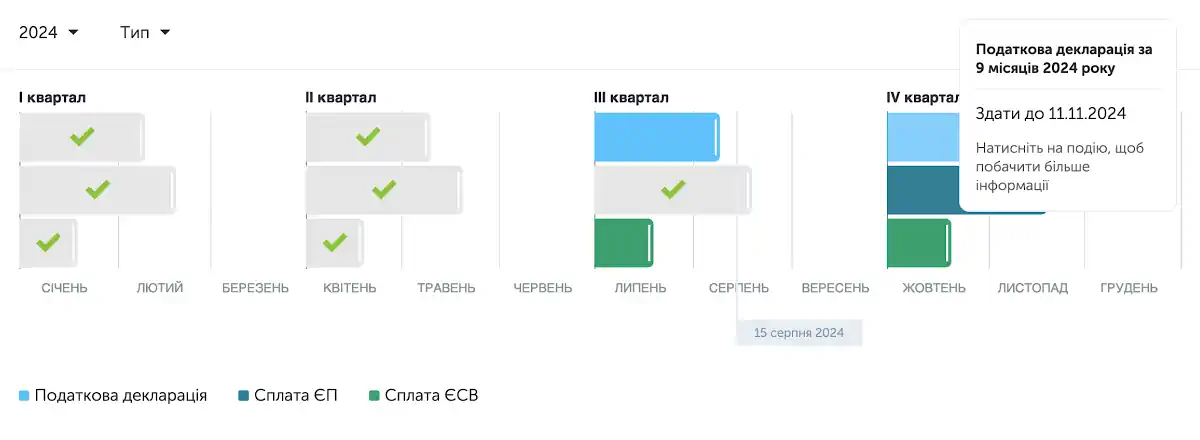 2024
Тип
Податкова декларація за
9 місяців 2024 року
Здати до 11.11.2024
Натисніть на подію, щоб
побачити більше
інформації
I квартал
II квартал
III квартал
IV квартал
СІЧЕНЬ
ЛЮТИЙ
БЕРЕЗЕНЬ
КВІТЕНЬ
ТРАВЕНЬ
ЧЕРВЕНЬ
ЛИПЕНЬ
СЕРПЕНЬ
ВЕРЕСЕНЬ
ЖОВТЕНЬ
ЛИСТОПАД
ГРУДЕНЬ
15 серпня 2024
Податкова декларація
Сплата ЄП
Сплата ЄСВ